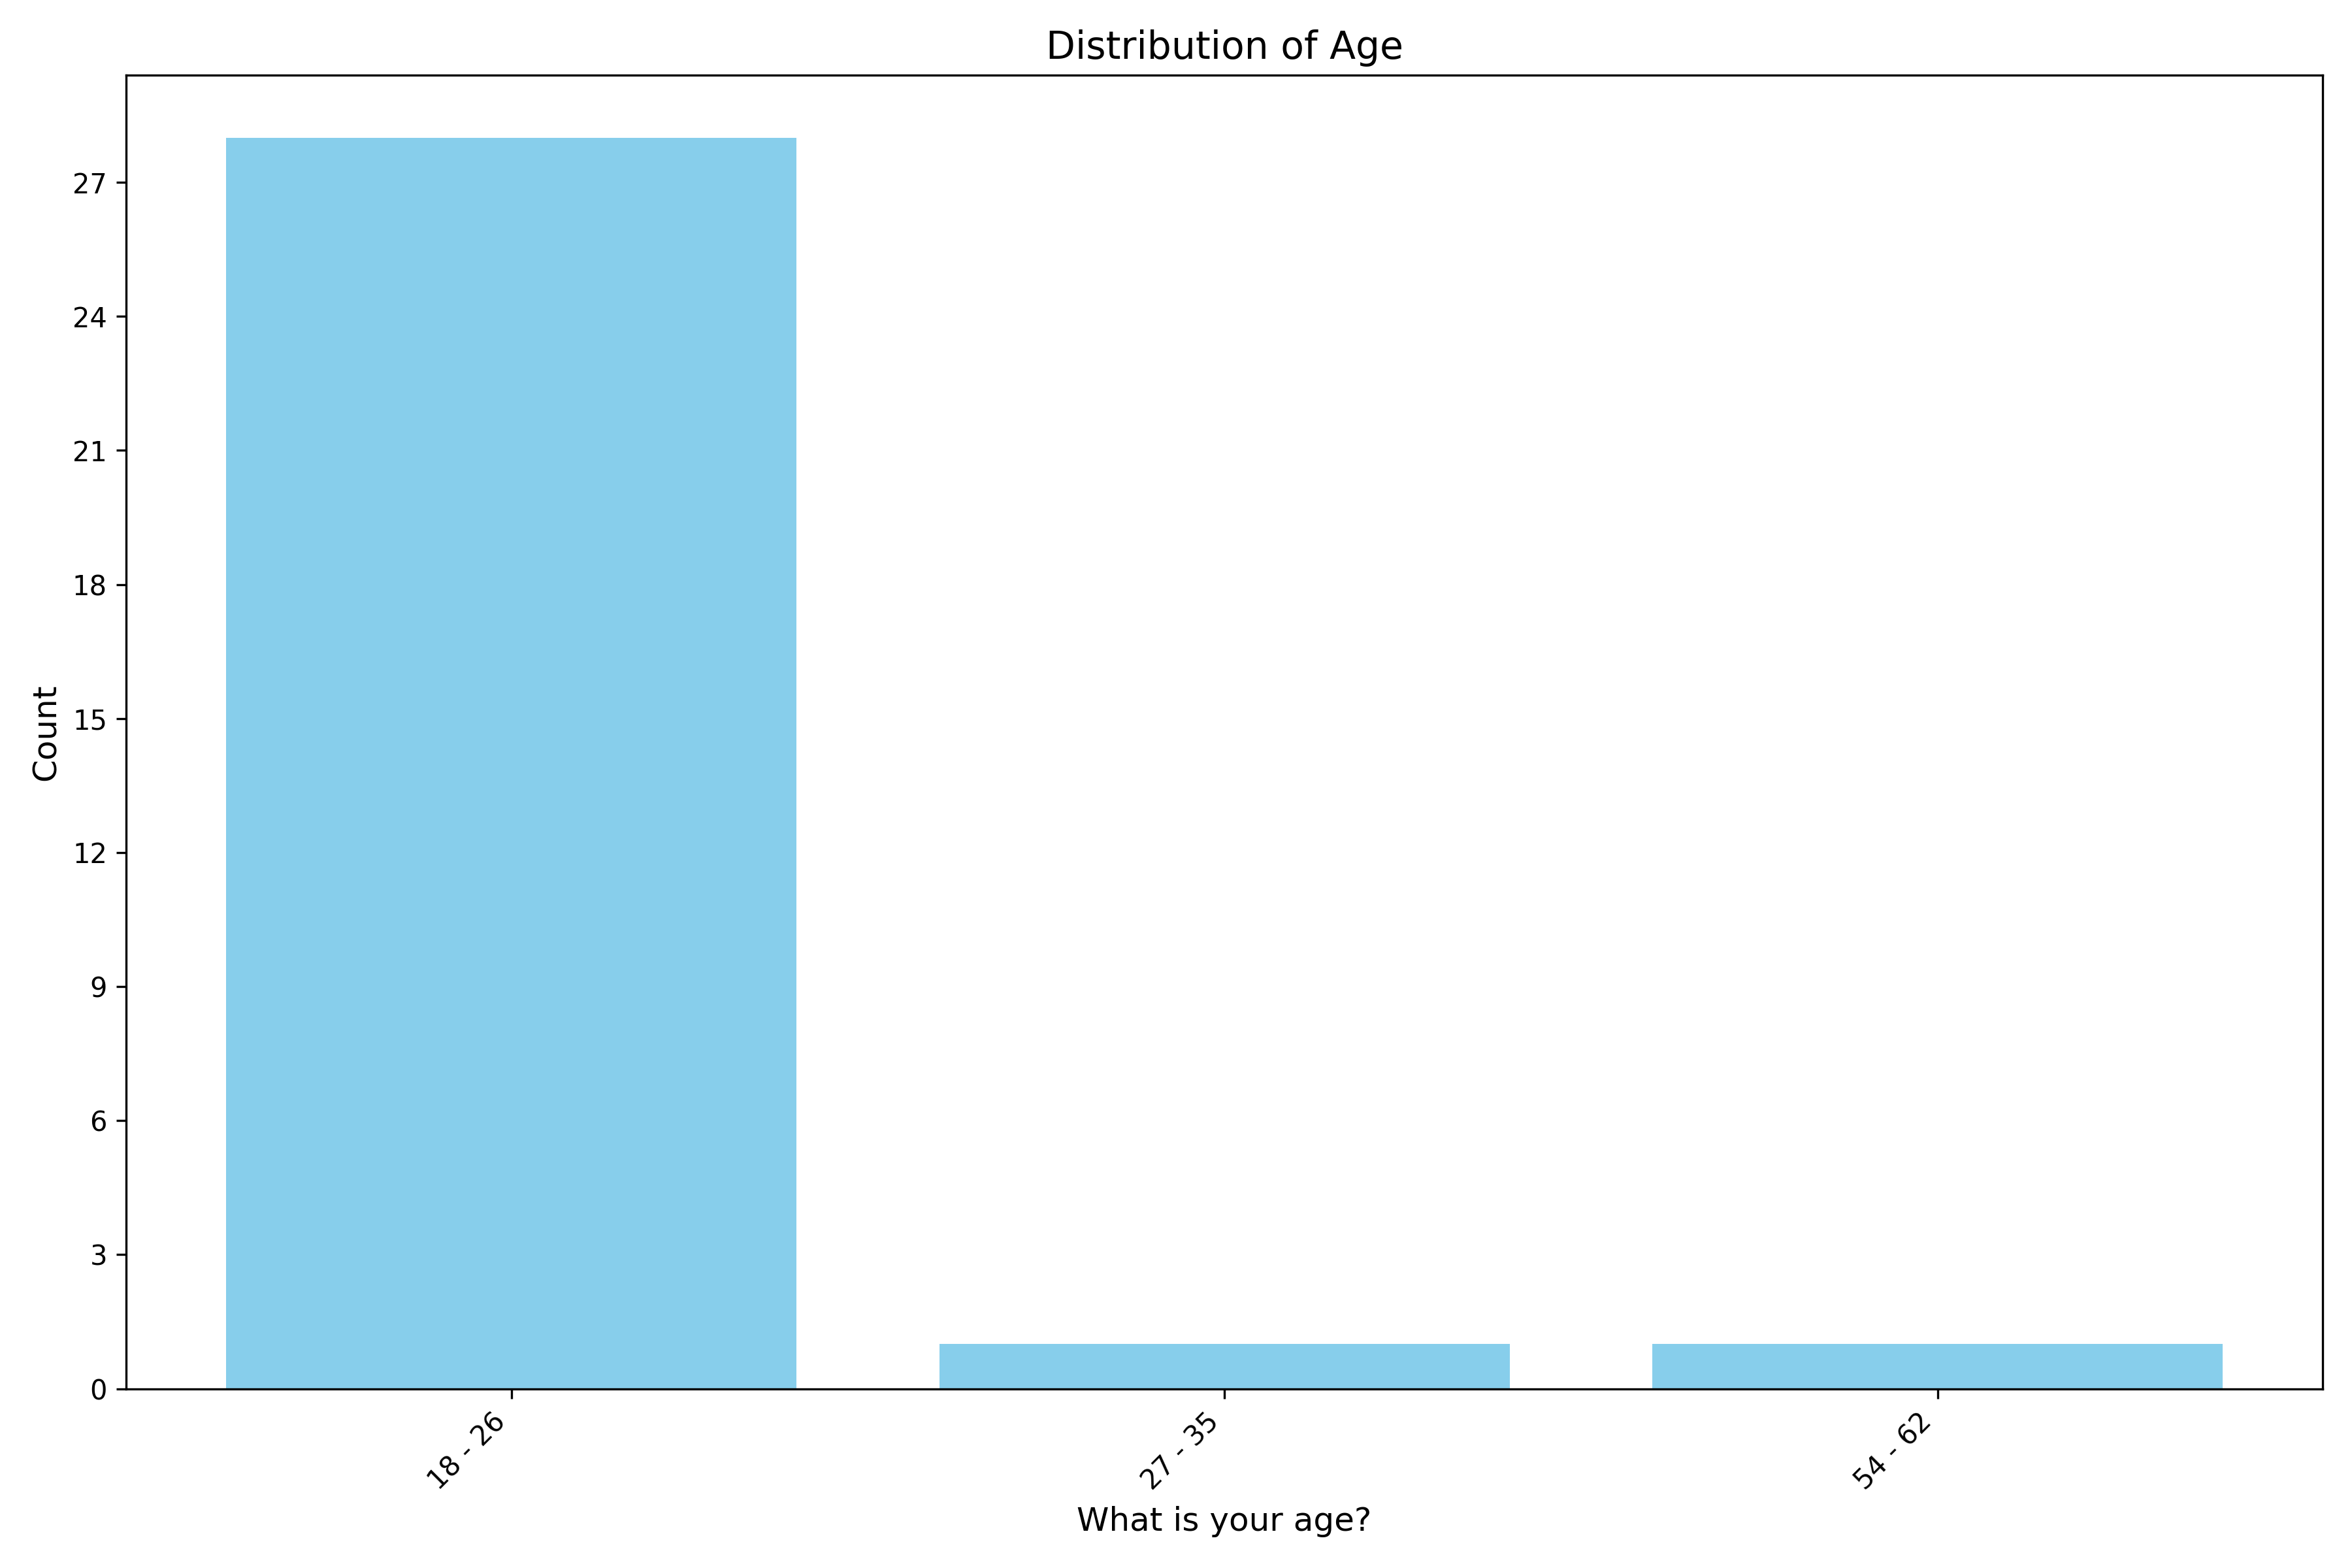 Distribution of Age
Count
27
24
21
18
15
12
9
6
3
0
18 - 26
27 - 35
54 - 62
What is your age?